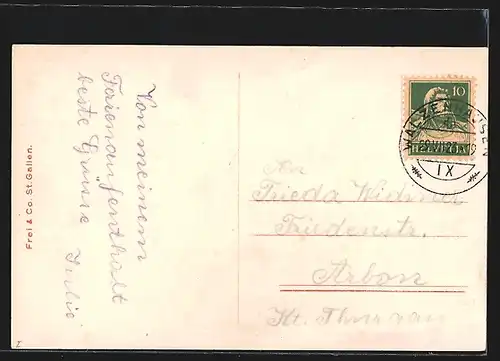 Von meinem
Ferienaufenthalt
beste Grüsse
Julie
Frieda Widmer
Friedenstr.
Arbon
Kt. Thurgau
10
HELVETIA
WALZENHAUSEN
IX
Frei & Co. St.Gallen.